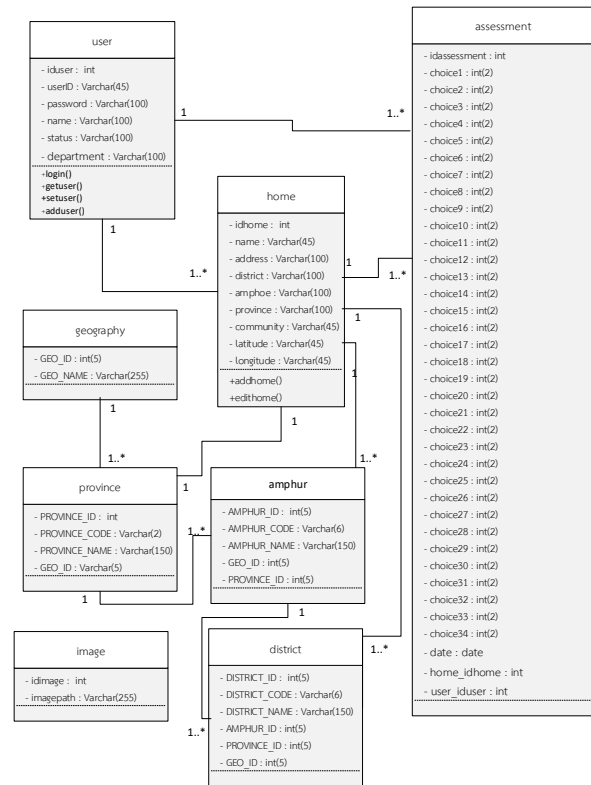 user
- iduser : int
- userID : Varchar(45)
- password : Varchar(100)
- name : Varchar(100)
- status : Varchar(100)
- department : Varchar(100)
+login()
+getuser()
+setuser()
+adduser()
1
1..*
1
1..*
assessment
- idassessment : int
- choice1 : int(2)
- choice2 : int(2)
- choice3 : int(2)
- choice4 : int(2)
- choice5 : int(2)
- choice6 : int(2)
- choice7 : int(2)
- choice8 : int(2)
- choice9 : int(2)
- choice10 : int(2)
- choice11 : int(2)
- choice12 : int(2)
- choice13 : int(2)
- choice14 : int(2)
- choice15 : int(2)
- choice16 : int(2)
- choice17 : int(2)
- choice18 : int(2)
- choice19 : int(2)
- choice20 : int(2)
- choice21 : int(2)
- choice22 : int(2)
- choice23 : int(2)
- choice24 : int(2)
- choice25 : int(2)
- choice26 : int(2)
- choice27 : int(2)
- choice28 : int(2)
- choice29 : int(2)
- choice30 : int(2)
- choice31 : int(2)
- choice32 : int(2)
- choice33 : int(2)
- choice34 : int(2)
- date : date
- home_idhome : int
- user_iduser : int
home
- idhome : int
- name : Varchar(45)
- address : Varchar(100)
- district : Varchar(100)
- amphoe : Varchar(100)
- province : Varchar(100)
- community : Varchar(45)
- latitude : Varchar(45)
- longitude : Varchar(45)
+addhome()
+edithome()
1
1..*
1
1
1
geography
- GEO_ID : int(5)
- GEO_NAME : Varchar(255)
1
1..*
1
1..*
province
- PROVINCE_ID : int
- PROVINCE_CODE : Varchar(2)
- PROVINCE_NAME : Varchar(150)
- GEO_ID : Varchar(5)
1
1..*
amphur
- AMPHUR_ID : int(5)
- AMPHUR_CODE : Varchar(6)
- AMPHUR_NAME : Varchar(150)
- GEO_ID : int(5)
- PROVINCE_ID : int(5)
1
1..*
1..*
image
- idimage : int
- imagepath : Varchar(255)
district
- DISTRICT_ID : int(5)
- DISTRICT_CODE : Varchar(6)
- DISTRICT_NAME : Varchar(150)
- AMPHUR_ID : int(5)
- PROVINCE_ID : int(5)
- GEO_ID : int(5)